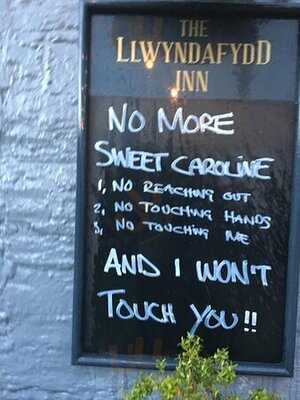 THE
LLWYNDAFYDD
INN
NO MORE
SWEET CAROLINE
1, NO REACHING OUT
2, NO TOUCHING HANDS
3, NO TOUCHING ME
AND I WON'T
TOUCH YOU!!